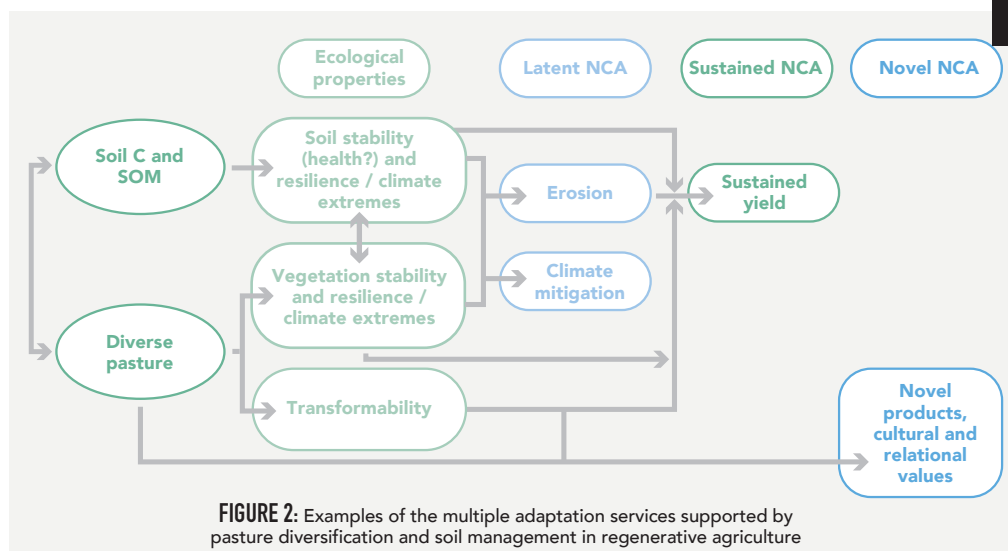 Ecological
properties
Latent NCA
Sustained NCA
Novel NCA
Soil C and
SOM
Soil stability
(health?) and
resilience / climate
extremes
Erosion
Sustained
yield
Vegetation stability
and resilience /
climate extremes
Climate
mitigation
Diverse
pasture
Transformability
Novel
products,
cultural and
relational
values
FIGURE 2: Examples of the multiple adaptation services supported by
pasture diversification and soil management in regenerative agriculture